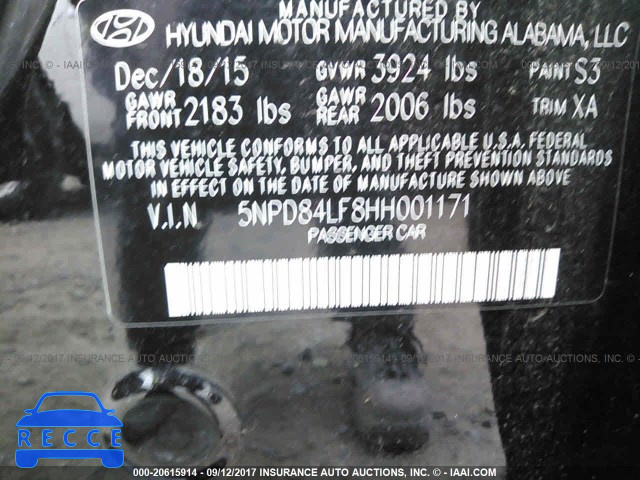 MANUFACTURED BY
HYUNDAI MOTOR MANUFACTURING ALABAMA, LLC
Dec/18/15 GVWR 3924 lbs PAINT S3
GAWR FRONT 2183 lbs GAWR REAR 2006 lbs TRIM XA
THIS VEHICLE CONFORMS TO ALL APPLICABLE U.S.A. FEDERAL
MOTOR VEHICLE SAFETY, BUMPER, AND THEFT PREVENTION STANDARDS
IN EFFECT ON THE DATE OF MANUFACTURE SHOWN ABOVE
V.I.N. 5NPD84LF8HH001171
PASSENGER CAR
RECCE
000-20615914 - 09/12/2017 INSURANCE AUTO AUCTIONS, INC. © - IAAI.COM